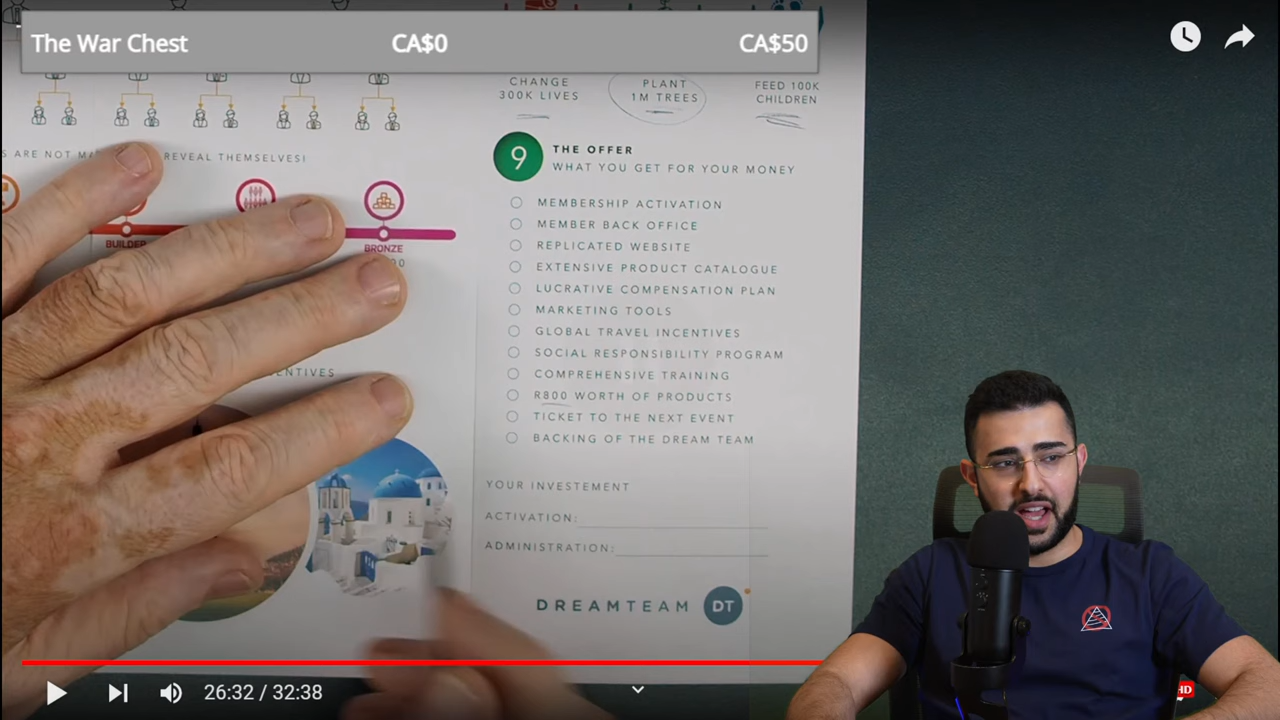 The War Chest CA$0 CA$50
CHANGE
300K LIVES
PLANT
1M TREES
FEED 100K
CHILDREN
ARE NOT
REVEAL THEMSELVES!
BUILDER
BRONZE
9
THE OFFER
WHAT YOU GET FOR YOUR MONEY
MEMBERSHIP ACTIVATION
MEMBER BACK OFFICE
REPLICATED WEBSITE
EXTENSIVE PRODUCT CATALOGUE
LUCRATIVE COMPENSATION PLAN
MARKETING TOOLS
GLOBAL TRAVEL INCENTIVES
SOCIAL RESPONSIBILITY PROGRAM
COMPREHENSIVE TRAINING
R800 WORTH OF PRODUCTS
TICKET TO THE NEXT EVENT
BACKING OF THE DREAM TEAM
YOUR INVESTEMENT
ACTIVATION:
ADMINISTRATION:
DREAMTEAM DT
26:32 / 32:38
HD